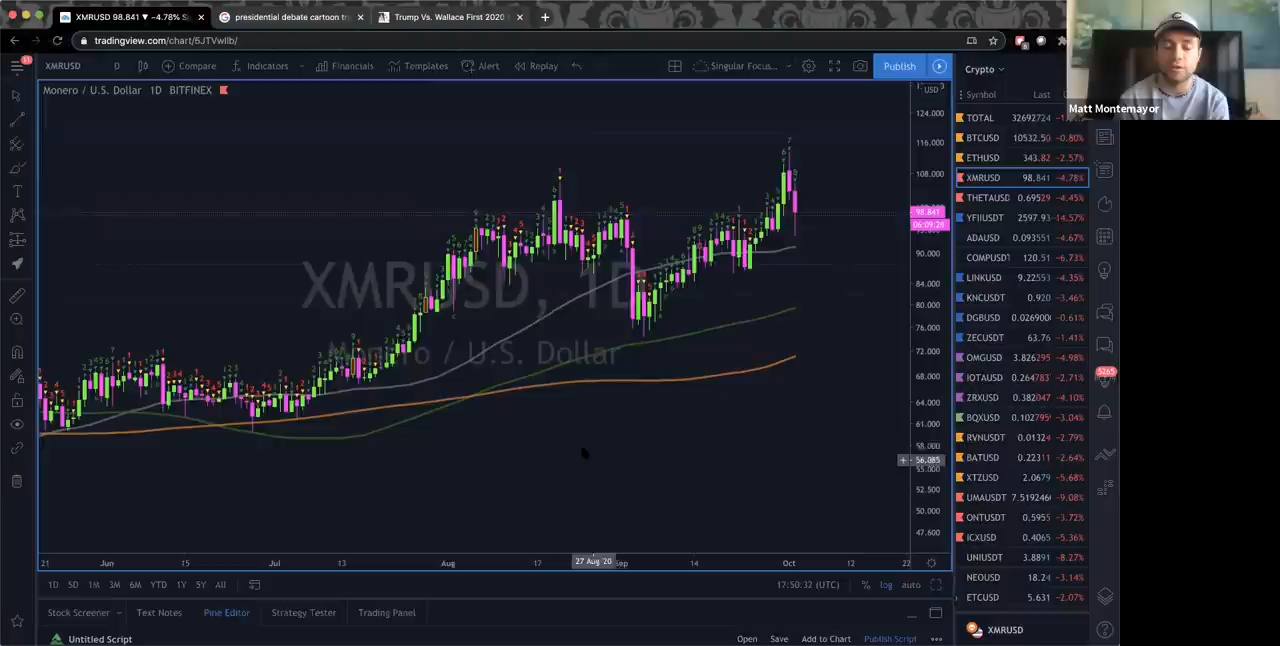 XMRUSD 98.841 ▼ −4.78%
presidential debate cartoon
Trump Vs. Wallace First 2020
tradingview.com/chart/5JTVwIlb/
11
XMRUSD D Compare Indicators Financials Templates Alert Replay Singular Focus... Publish
Crypto
Monero / U.S. Dollar 1D BITFINEX
USD
Symbol Last
Matt Montemayor
TOTAL 32692724
BTCUSD 10532.50 −0.80%
ETHUSD 343.82 −2.57%
XMRUSD 98.841 −4.78%
THETAUSD 0.69529 −4.45%
YFIIUSDT 2597.93 −14.57%
ADAUSD 0.093551 −4.67%
COMPUSDT 120.51 −6.73%
LINKUSD 9.22553 −4.35%
KNCUSDT 0.920 −3.46%
DGBUSD 0.026900 −0.61%
ZECUSDT 63.76 −1.41%
OMGUSD 3.826295 −4.98%
IOTAUSD 0.264783 −2.71%
ZRXUSD 0.382047 −4.10%
BQXUSD 0.102795 −3.04%
RVNUSDT 0.01324 −2.79%
BATUSD 0.22311 −2.64%
XTZUSD 2.0679 −5.68%
UMAUSDT 7.519246 −9.08%
ONTUSDT 0.5955 −3.72%
ICXUSD 0.4065 −5.36%
UNIUSDT 3.8891 −8.27%
NEOUSD 18.24 −3.14%
ETCUSD 5.631 −2.07%
XMRUSD
5265
124.000
116.000
108.000
98.841
06:09:28
90.000
84.000
80.000
76.000
72.000
68.000
64.000
61.000
58.000
56.085
55.000
52.500
50.000
47.600
XMRUSD, 1D
Monero / U.S. Dollar
21 Jun 15 Jul 13 Aug 17 27 Aug '20 Sep 14 Oct 12 22
1D 5D 1M 3M 6M YTD 1Y 5Y All
17:50:32 (UTC) % log auto
Stock Screener Text Notes Pine Editor Strategy Tester Trading Panel
Untitled Script
Open Save Add to Chart Publish Script